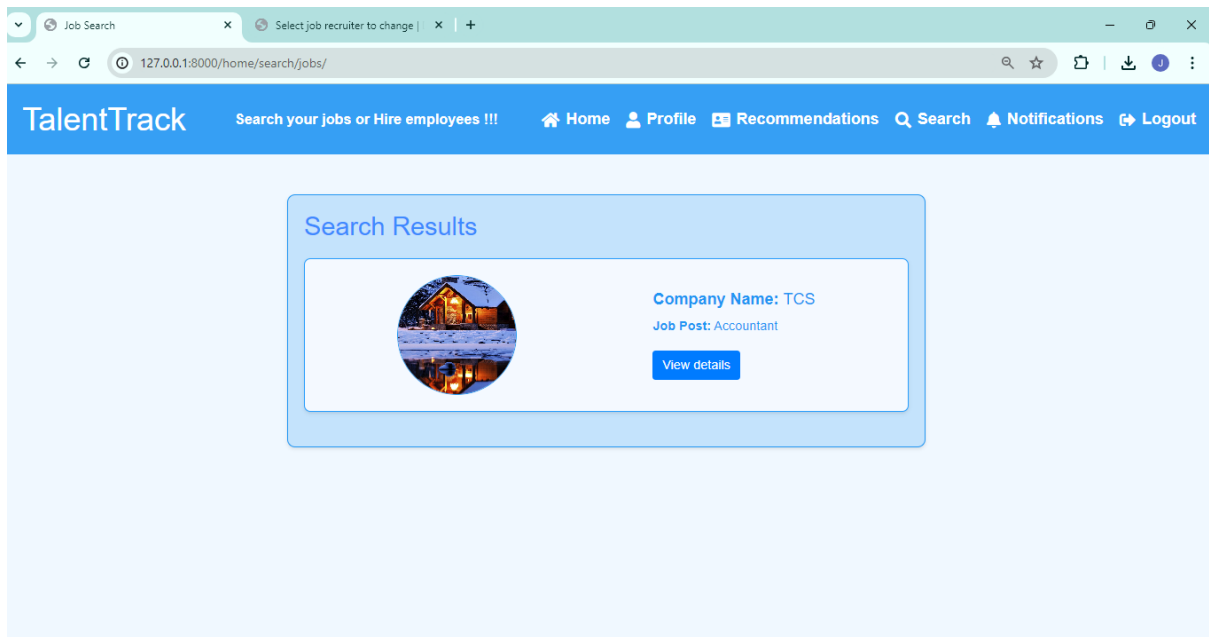 Job Search
Select job recruiter to change |
127.0.0.1:8000/home/search/jobs/
J
TalentTrack
Search your jobs or Hire employees !!!
Home
Profile
Recommendations
Search
Notifications
Logout
Search Results
Company Name: TCS
Job Post: Accountant
View details